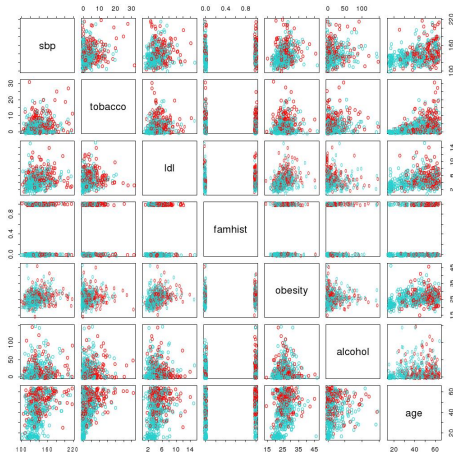 0 10 20 30
0.0 0.4 0.8
0 50 100
sbp
100 160 220
0 10 20 30
tobacco
ldl
2 6 10 14
0.0 0.4 0.8
famhist
obesity
15 25 35 45
0 50 100
alcohol
age
20 40 60
100 160 220
2 6 10 14
15 25 35 45
20 40 60